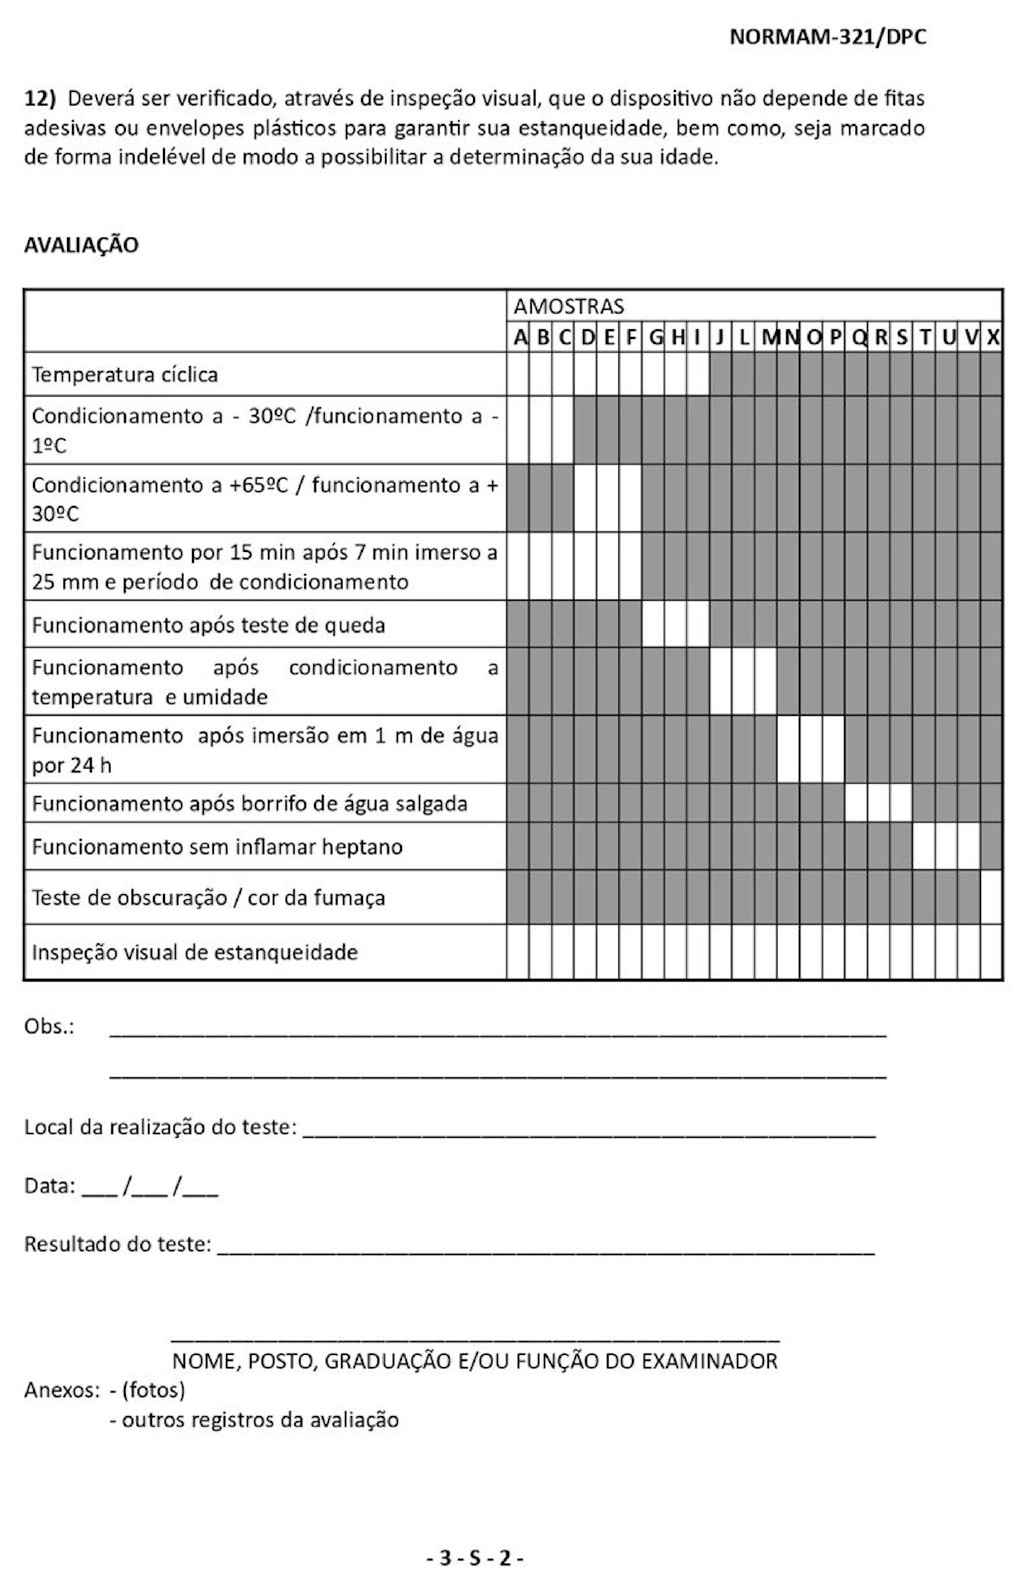 NORMAM-321/DPC
12) Deverá ser verificado, através de inspeção visual, que o dispositivo não depende de fitas
adesivas ou envelopes plásticos para garantir sua estanqueidade, bem como, seja marcado
de forma indelével de modo a possibilitar a determinação da sua idade.
AVALIAÇÃO
AMOSTRAS
A B C D E F G H I J L M N O P Q R S T U V X
Temperatura cíclica
Condicionamento a - 30ºC /funcionamento a -
1ºC
Condicionamento a +65ºC / funcionamento a +
30ºC
Funcionamento por 15 min após 7 min imerso a
25 mm e período de condicionamento
Funcionamento após teste de queda
Funcionamento após condicionamento a
temperatura e umidade
Funcionamento após imersão em 1 m de água
por 24 h
Funcionamento após borrifo de água salgada
Funcionamento sem inflamar heptano
Teste de obscuração / cor da fumaça
Inspeção visual de estanqueidade
Obs.: ____
____
Local da realização do teste: ____
Data: ___ /___ /___
Resultado do teste: ____
NOME, POSTO, GRADUAÇÃO E/OU FUNÇÃO DO EXAMINADOR
Anexos: - (fotos)
- outros registros da avaliação
- 3 - S - 2 -